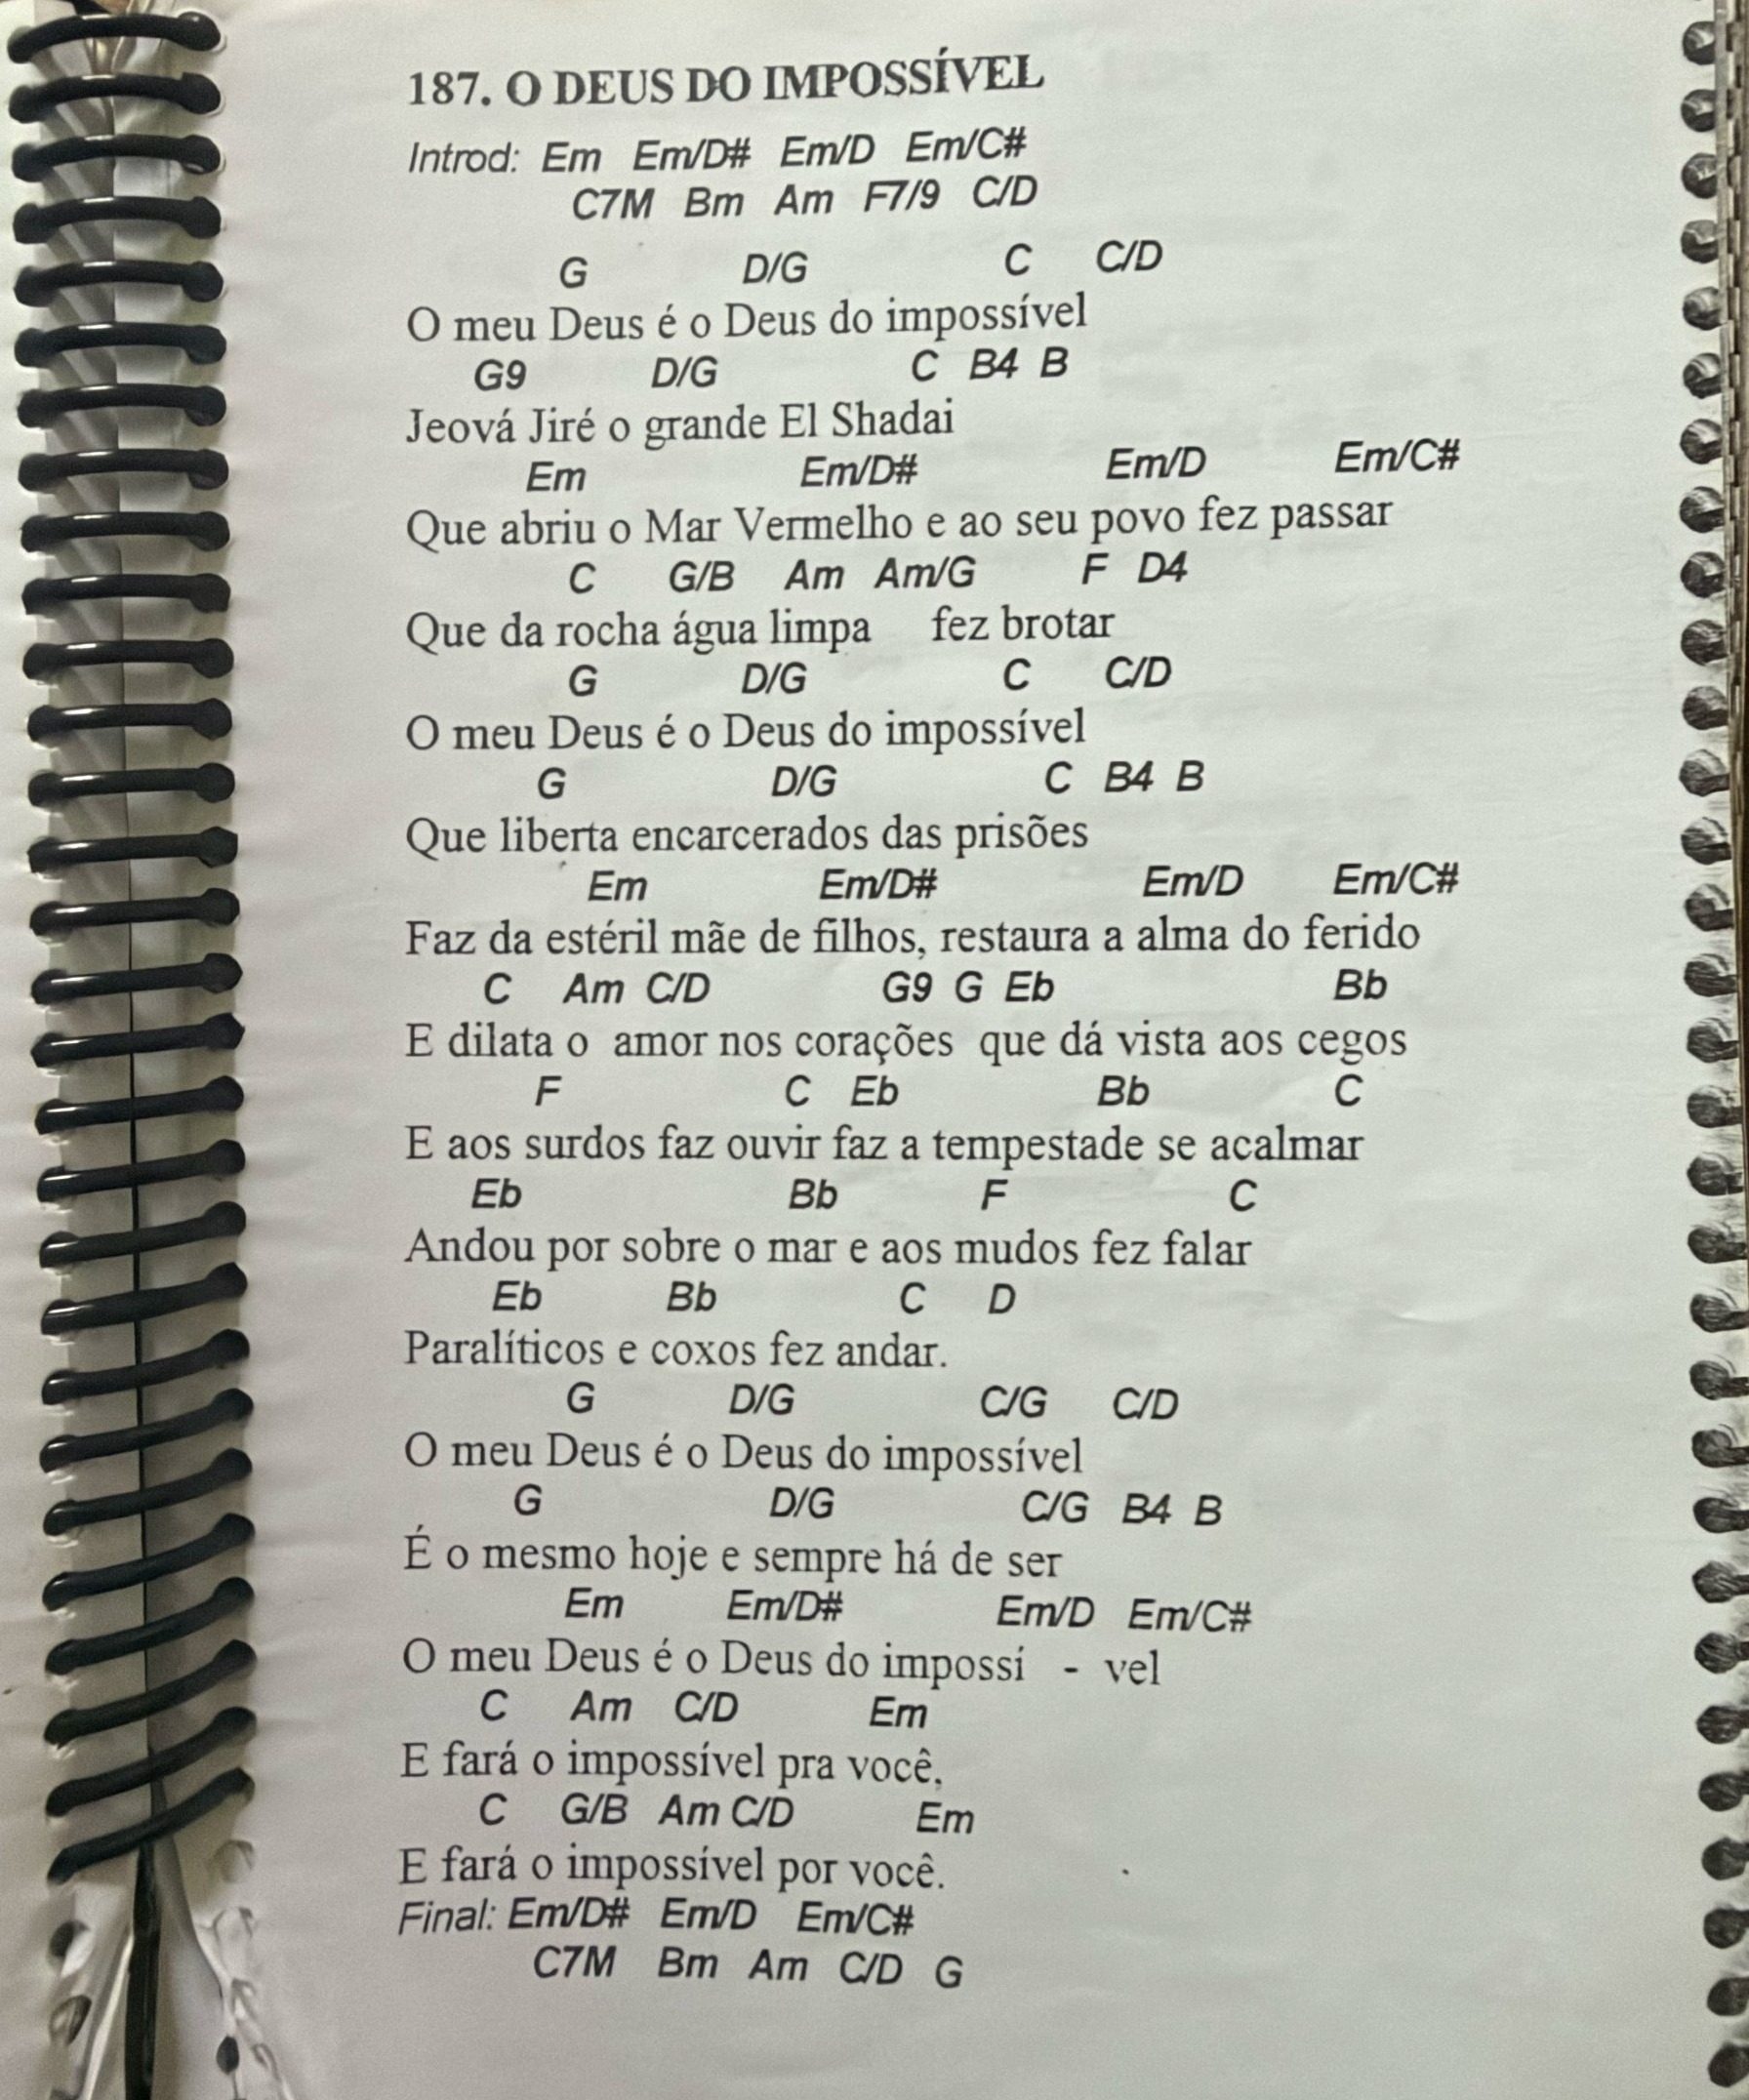 187. O DEUS DO IMPOSSÍVEL
Introd: Em Em/D# Em/D Em/C#
C7M Bm Am F7/9 C/D
G D/G C C/D
O meu Deus é o Deus do impossível
G9 D/G C B4 B
Jeová Jiré o grande El Shadai
Em Em/D# Em/D Em/C#
Que abriu o Mar Vermelho e ao seu povo fez passar
C G/B Am Am/G F D4
Que da rocha água limpa fez brotar
G D/G C C/D
O meu Deus é o Deus do impossível
G D/G C B4 B
Que liberta encarcerados das prisões
Em Em/D# Em/D Em/C#
Faz da estéril mãe de filhos, restaura a alma do ferido
C Am C/D G9 G Eb Bb
E dilata o amor nos corações que dá vista aos cegos
F C Eb Bb C
E aos surdos faz ouvir faz a tempestade se acalmar
Eb Bb F C
Andou por sobre o mar e aos mudos fez falar
Eb Bb C D
Paralíticos e coxos fez andar.
G D/G C/G C/D
O meu Deus é o Deus do impossível
G D/G C/G B4 B
É o mesmo hoje e sempre há de ser
Em Em/D# Em/D Em/C#
O meu Deus é o Deus do impossí - vel
C Am C/D Em
E fará o impossível pra você,
C G/B Am C/D Em
E fará o impossível por você.
Final: Em/D# Em/D Em/C#
C7M Bm Am C/D G